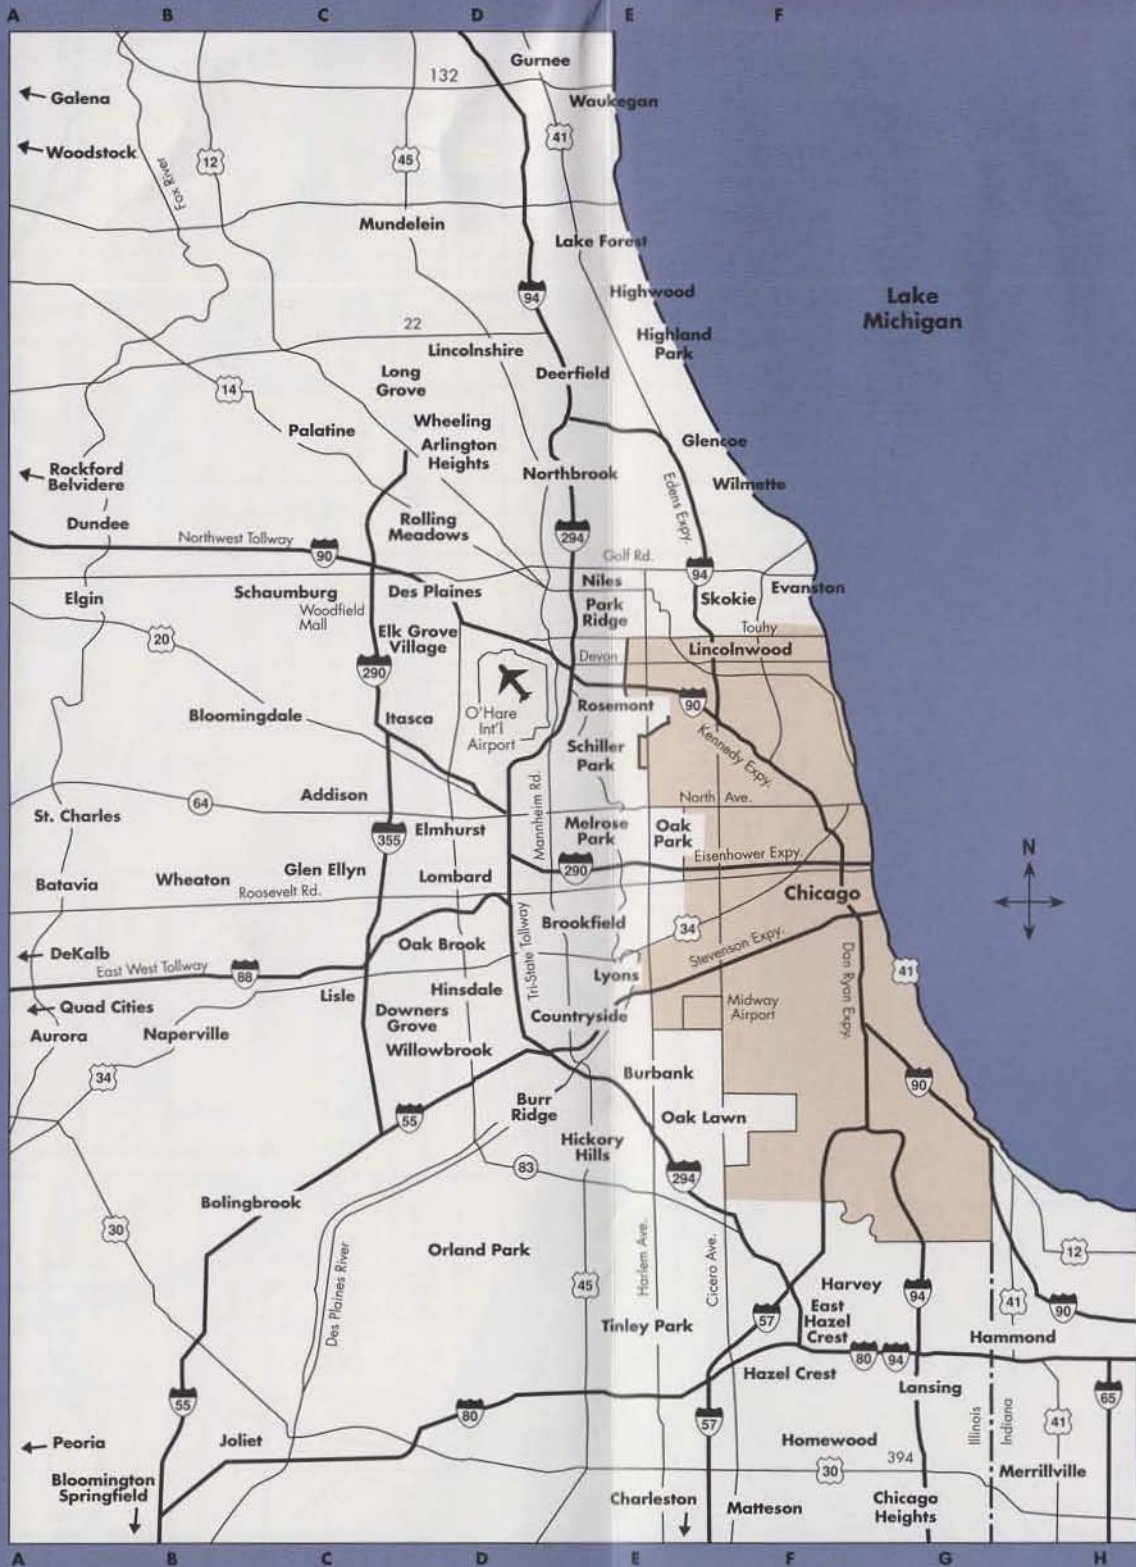 A B C D E F
Gurnee
132
Waukegan
Galena
41
Woodstock
12
45
Fox River
Mundelein
Lake Forest
Highwood
94
Lake
Michigan
22
Highland
Park
Lincolnshire
Long
Grove
Deerfield
14
Wheeling
Palatine
Arlington
Heights
Glencoe
Rockford
Belvidere
Northbrook
Wilmette
Edens Expy.
Dundee
Rolling
Meadows
Northwest Tollway
90
294
Golf Rd.
94
Niles
Elgin
Schaumburg
Des Plaines
Skokie
Evanston
Woodfield
Mall
Park
Ridge
20
Elk Grove
Village
Touhy
Lincolnwood
Devon
290
Rosemont
90
Bloomingdale
Itasca
O'Hare
Int'l
Airport
Schiller
Park
Kennedy Expy.
64
Addison
Mannheim Rd.
North Ave.
St. Charles
355
Elmhurst
Melrose
Park
Oak
Park
Eisenhower Expy.
Glen Ellyn
290
Batavia
Wheaton
Lombard
Roosevelt Rd.
Chicago
Brookfield
34
Oak Brook
Tri-State Tollway
Stevenson Expy.
DeKalb
East West Tollway
88
Lyons
Dan Ryan Expy.
41
N
Hinsdale
Quad Cities
Lisle
Downers
Grove
Countryside
Midway
Airport
Aurora
Naperville
Willowbrook
34
Burbank
90
55
Burr
Ridge
Oak Lawn
Hickory
Hills
83
294
Bolingbrook
30
Orland Park
Des Plaines River
45
Harlem Ave.
Cicero Ave.
12
Harvey
94
41
90
57
East
Hazel
Crest
Tinley Park
Hammond
80
94
Hazel Crest
Lansing
55
80
57
65
Illinois
Indiana
41
Peoria
Joliet
Homewood
394
30
Merrillville
Bloomington
Springfield
Charleston
Matteson
Chicago
Heights
A B C D E F G H